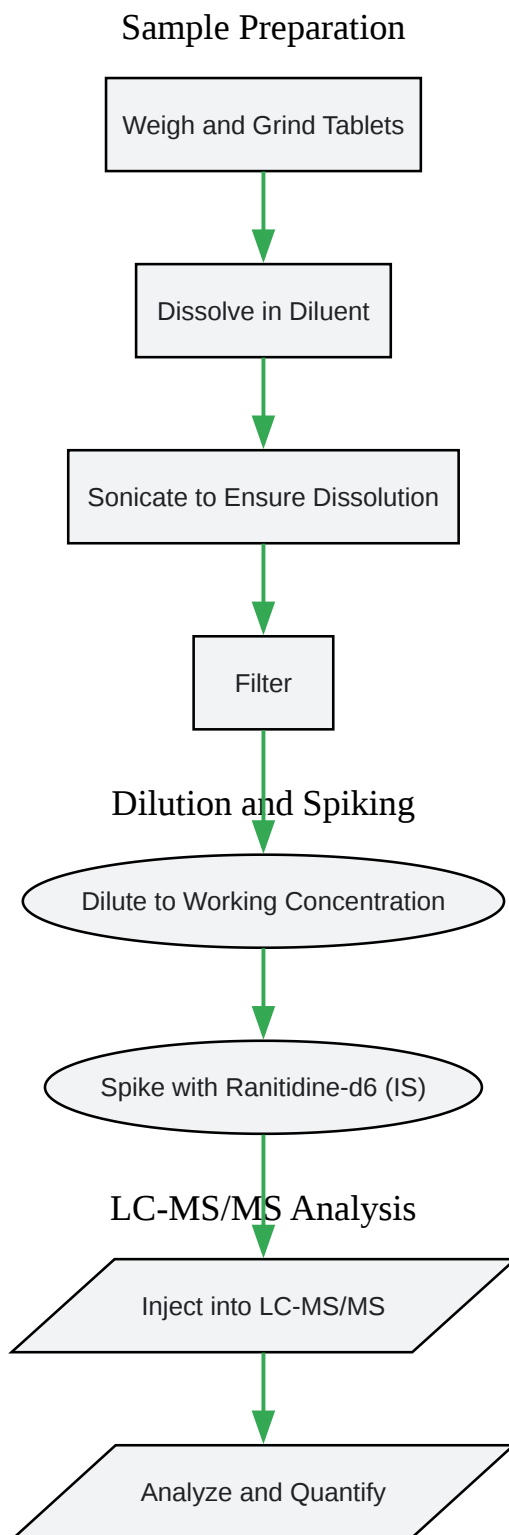 Sample Preparation
Weigh and Grind Tablets
Dissolve in Diluent
Sonicate to Ensure Dissolution
Filter
Dilution and Spiking
Dilute to Working Concentration
Spike with Ranitidine-d6 (IS)
LC-MS/MS Analysis
Inject into LC-MS/MS
Analyze and Quantify